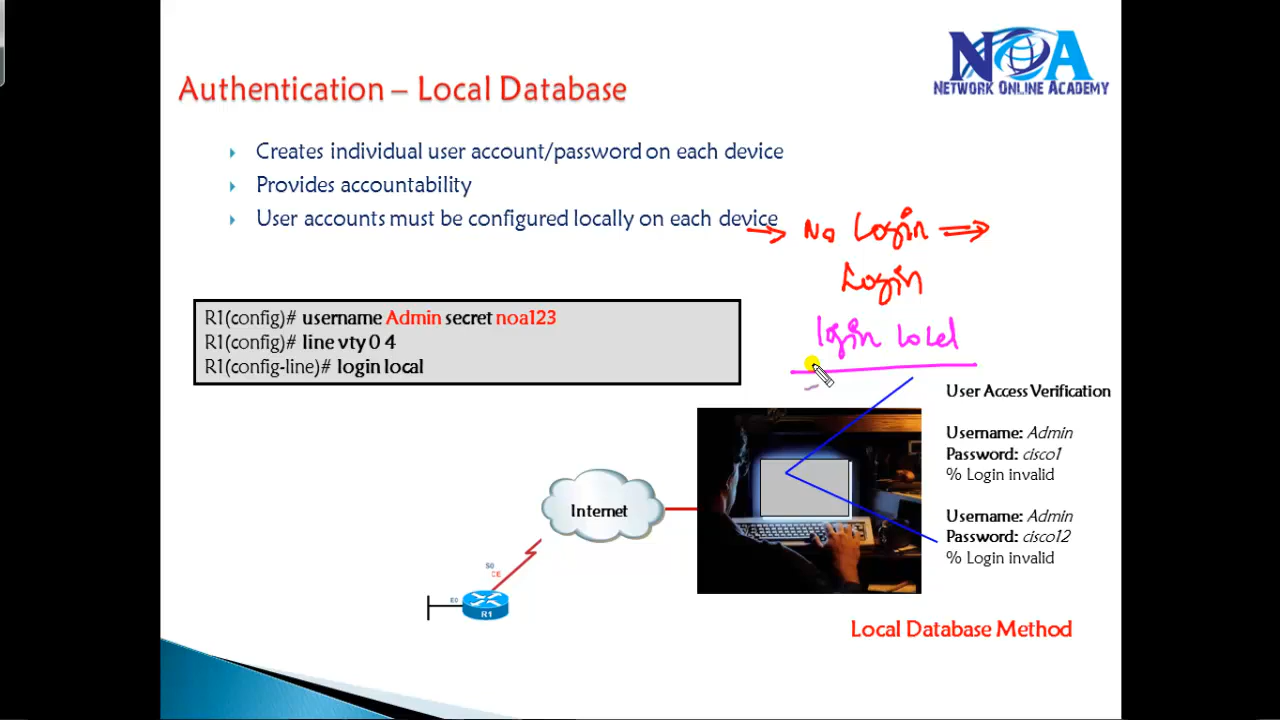 NOA
NETWORK ONLINE ACADEMY
Authentication – Local Database
Creates individual user account/password on each device
Provides accountability
User accounts must be configured locally on each device
No Login
Login
login local
R1(config)# username Admin secret noa123
R1(config)# line vty 0 4
R1(config-line)# login local
User Access Verification
Username: Admin
Password: cisco1
% Login invalid
Username: Admin
Password: cisco12
% Login invalid
Internet
S0
CE
E0
R1
Local Database Method